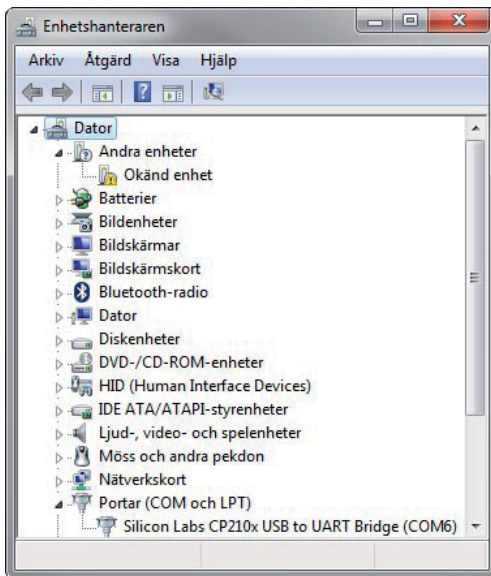 Enhetshanteraren
Arkiv Åtgärd Visa Hjälp
Dator
Andra enheter
Okänd enhet
Batterier
Bildenheter
Bildskärmar
Bildskärmskort
Bluetooth-radio
Dator
Diskenheter
DVD-/CD-ROM-enheter
HID (Human Interface Devices)
IDE ATA/ATAPI-styrenheter
Ljud-, video- och spelenheter
Möss och andra pekdon
Nätverkskort
Portar (COM och LPT)
Silicon Labs CP210x USB to UART Bridge (COM6)